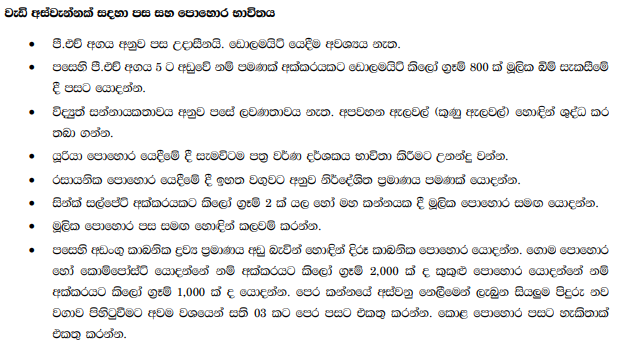 වැඩි අස්වැන්නක් සඳහා පස සහ පොහොර භාවිතය
• පී.එච් අගය අනුව පස උදාසීනයි. ඩොලමයිට් යෙදීම අවශ්‍යය නැත.
• පසෙහි පී.එච් අගය 5 ට අඩුවේ නම් පමණක් අක්කරයකට ඩොලමයිට් කිලෝ ග්‍රෑම් 800 ක් මූලික බිම් සැකසීමේ
දී පසට යොදන්න.
• විද්‍යුත් සන්නායකතාවය අනුව පසේ ලවණතාවය නැත. අපවහන ඇලවල් (කුණු ඇලවල්) හොඳින් ශුද්ධ කර
තබා ගන්න.
• යූරියා පොහොර යෙදීමේ දී සැමවිටම පත්‍ර වර්ණ දර්ශකය භාවිතා කිරීමට උනන්දු වන්න.
• රසායනික පොහොර යෙදීමේ දී ඉහත වගුවට අනුව නිර්දේශිත ප්‍රමාණය පමණක් යොදන්න.
• සින්ක් සල්පේට් අක්කරයකට කිලෝ ග්‍රෑම් 2 ක් යල හෝ මහ කන්නයක දී මූලික පොහොර සමඟ යොදන්න.
• මූලික පොහොර පස සමඟ හොඳින් කලවම් කරන්න.
• පසෙහි අඩංගු කාබනික ද්‍රව්‍ය ප්‍රමාණය අඩු බැවින් හොඳින් දිරූ කාබනික පොහොර යොදන්න. ගොම පොහොර
හෝ කොම්පෝස්ට් යොදන්නේ නම් අක්කරයට කිලෝ ග්‍රෑම් 2,000 ක් ද කුකුළු පොහොර යොදන්නේ නම්
අක්කරයට කිලෝ ග්‍රෑම් 1,000 ක් ද යොදන්න. පෙර කන්නයේ අස්වනු නෙලීමෙන් ලැබුන සියලුම පිදුරු නව
වගාව පිහිටුවීමට අවම වශයෙන් සති 03 කට පෙර පසට එකතු කරන්න. කොළ පොහොර පසට හැකිතාක්
එකතු කරන්න.